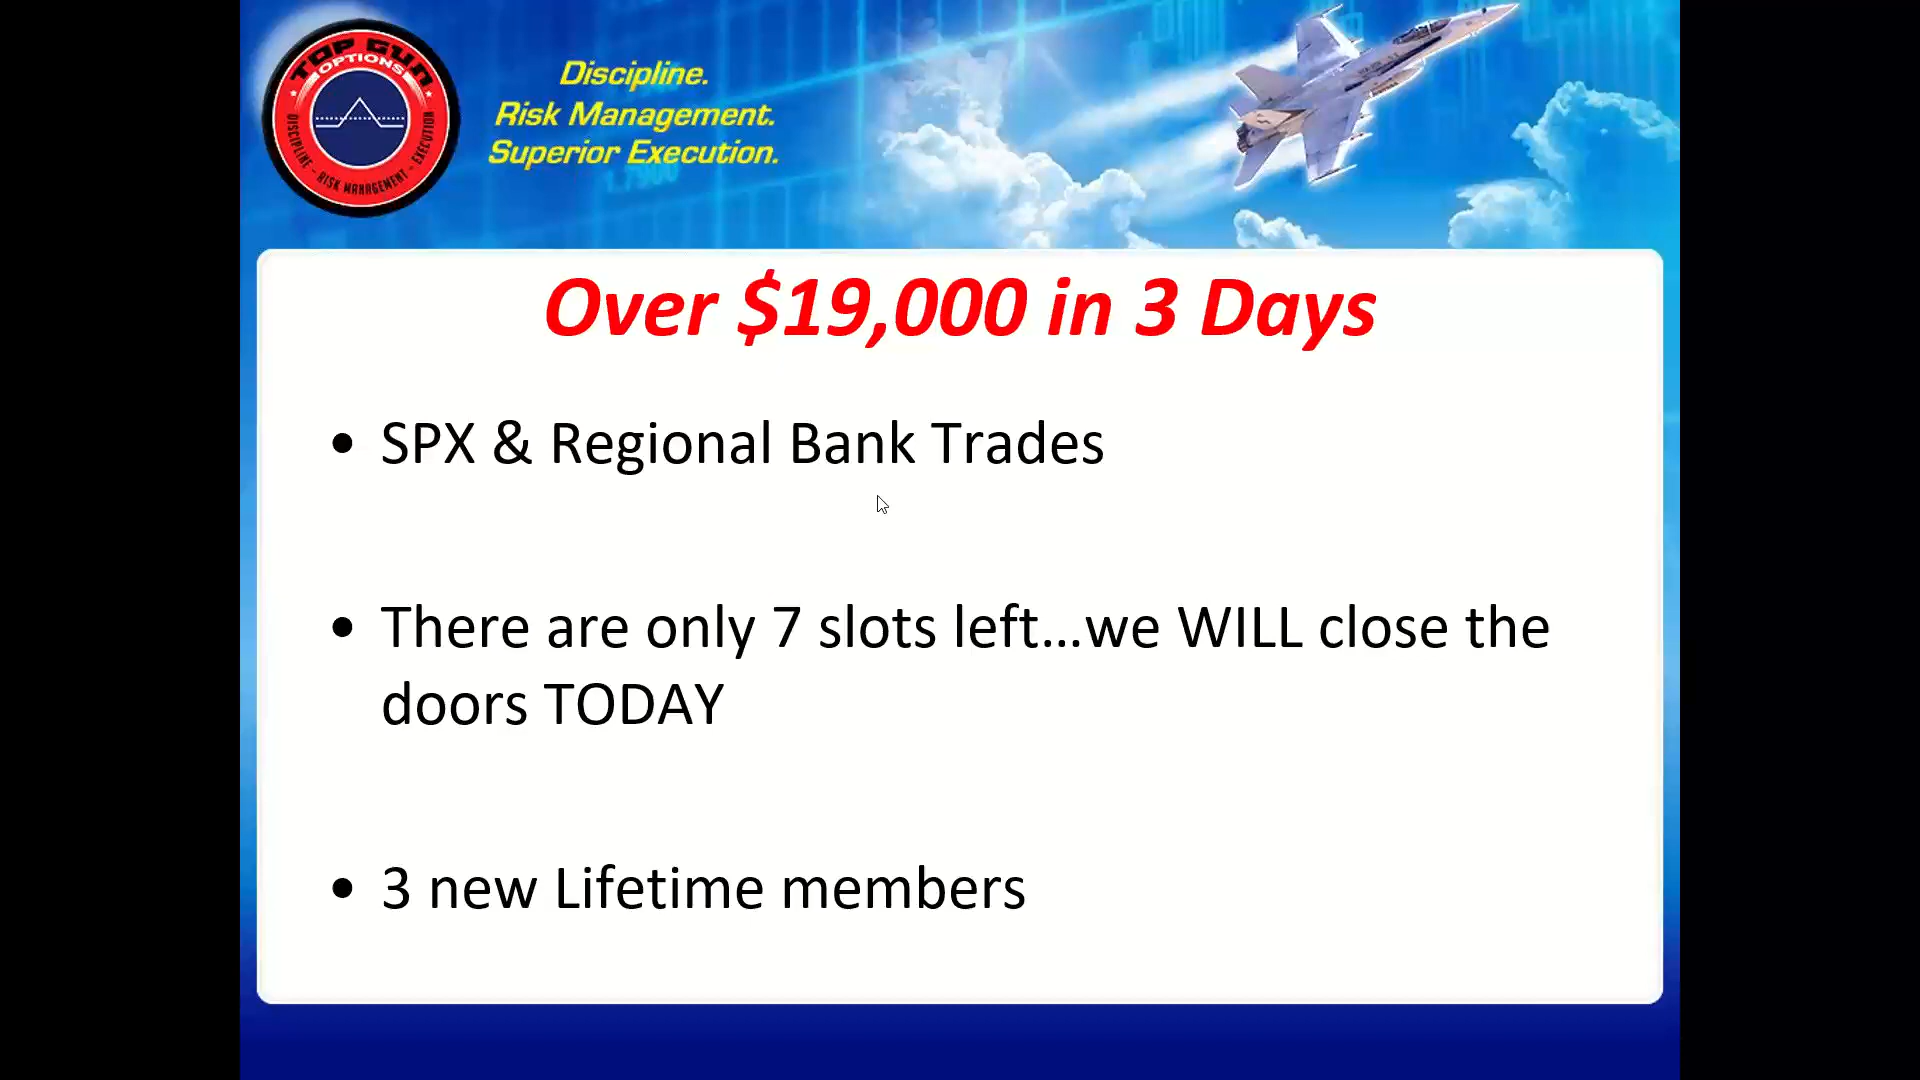 TOP GUN
OPTIONS
DISCIPLINE - RISK MANAGEMENT - EXECUTION
Discipline.
Risk Management.
Superior Execution.
Over $19,000 in 3 Days
• SPX & Regional Bank Trades
• There are only 7 slots left...we WILL close the
doors TODAY
• 3 new Lifetime members